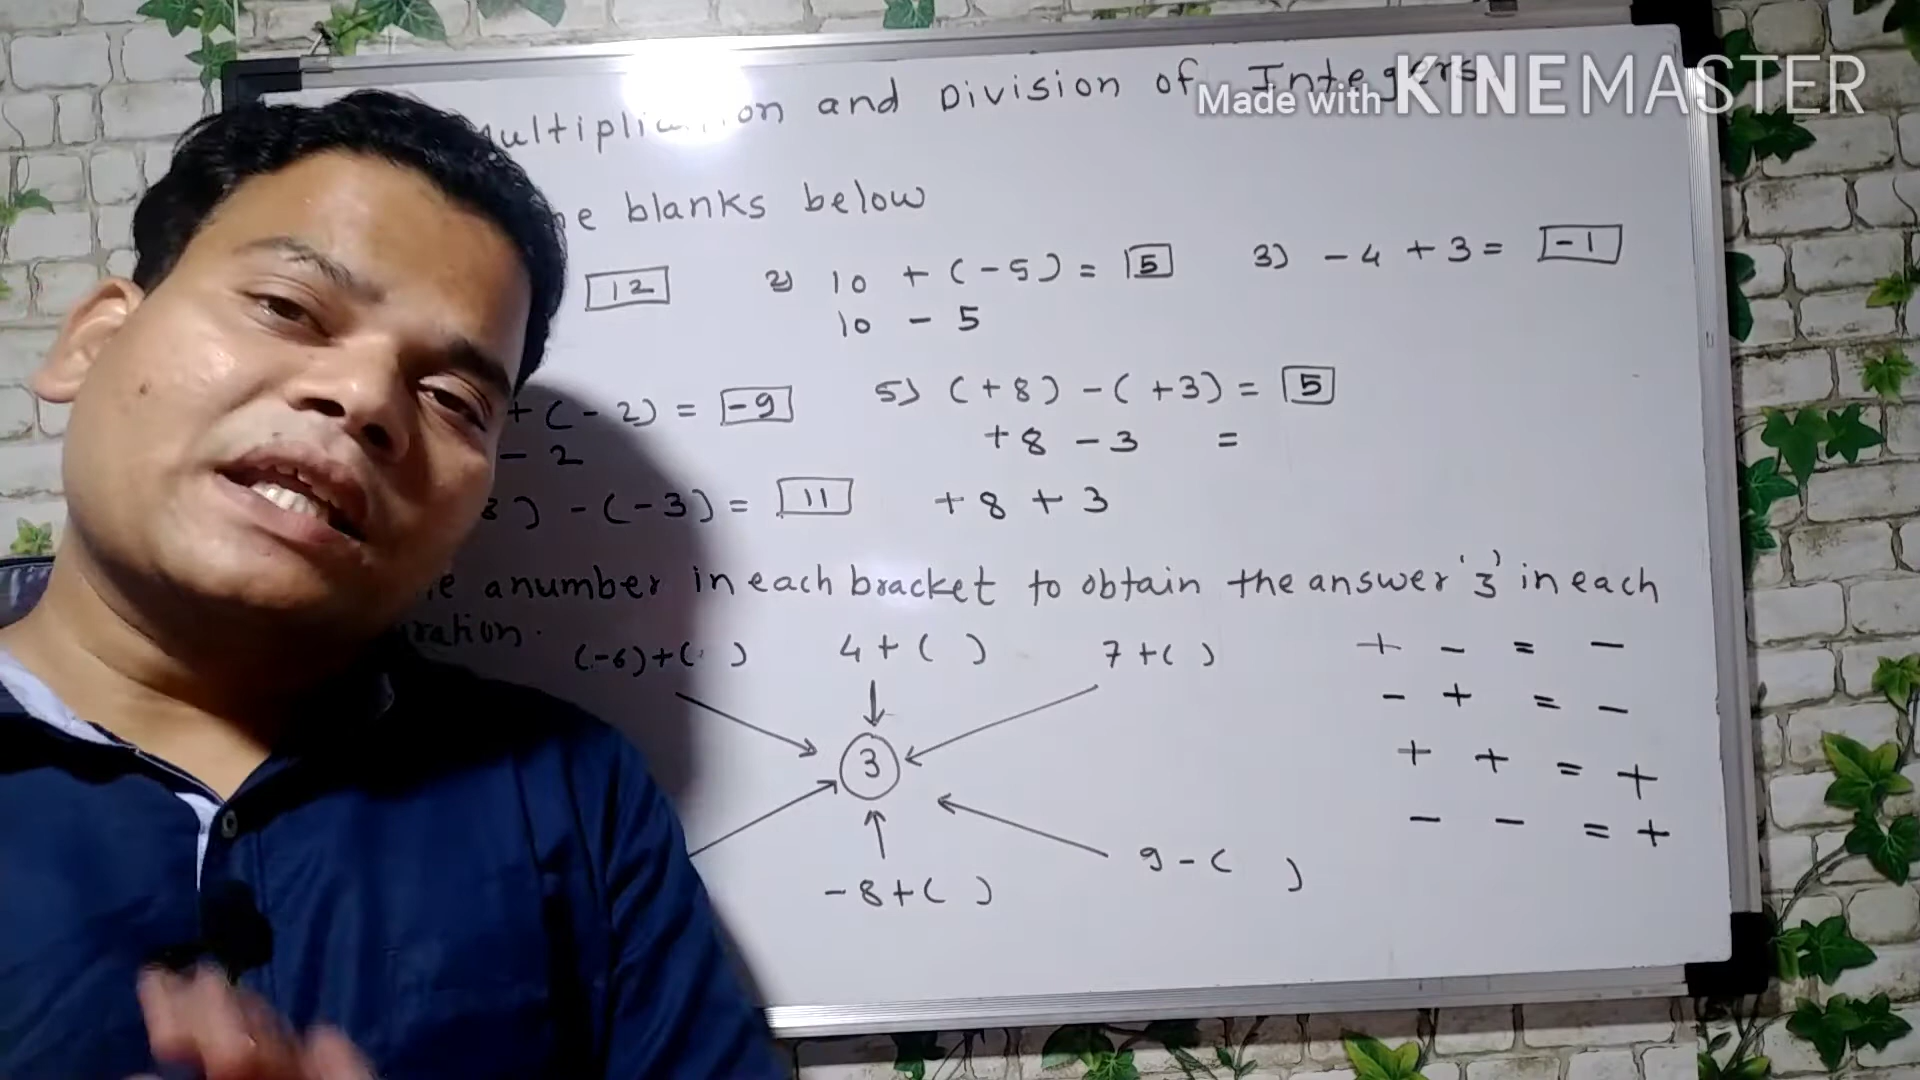 and Division of Integers
Made with KINEMASTER
blanks below
12
2) 10 + (-5) = 5
3) - 4 + 3 = -1
10 - 5
+ (- 2) = -9
5) (+8) - ( +3) = 5
- 2
+8 - 3 =
) - (-3) = 11
+ 8 + 3
anumber in each bracket to obtain the answer '3' in each
(-6)+( )
4 + ( )
7 +( )
+ - = -
- + = -
3
+ + = +
- - = +
- 8 + ( )
9 - ( )